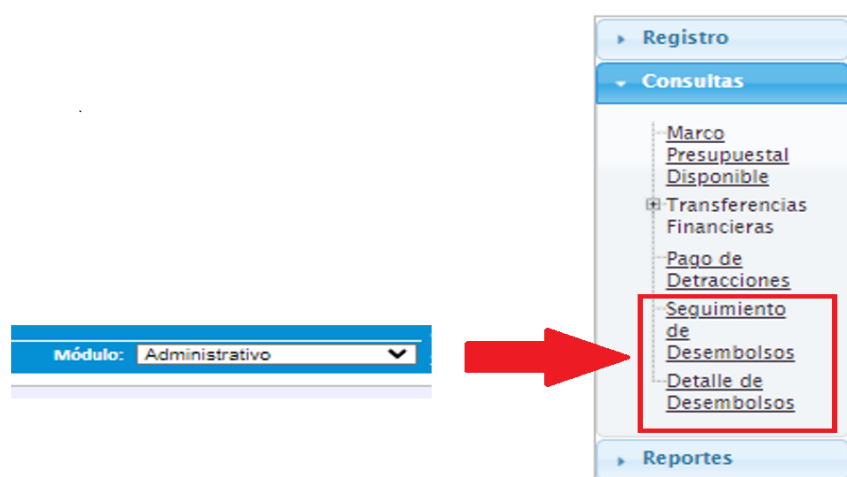 Módulo: Administrativo
Registro
Consultas
Marco
Presupuestal
Disponible
Transferencias
Financieras
Pago de
Detracciones
Seguimiento
de
Desembolsos
Detalle de
Desembolsos
Reportes